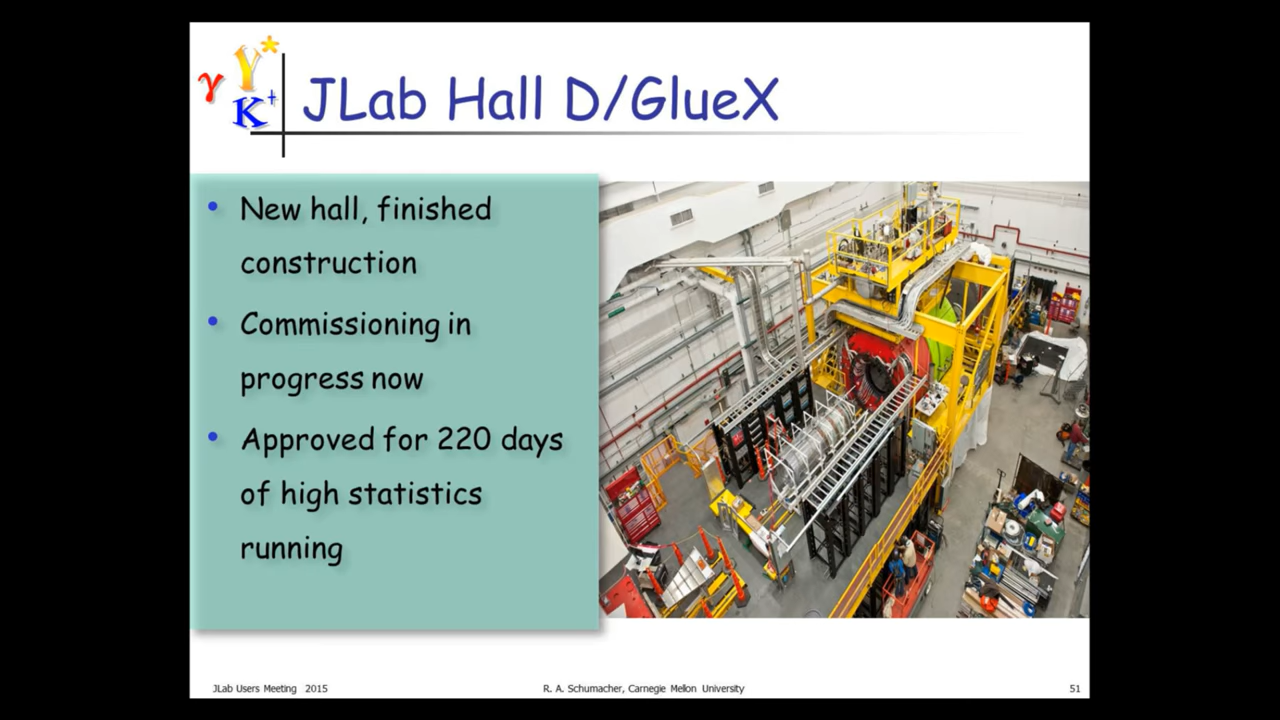 γ Y*
K+
JLab Hall D/GlueX
• New hall, finished
construction
• Commissioning in
progress now
• Approved for 220 days
of high statistics
running
JLab Users Meeting 2015
R. A. Schumacher, Carnegie Mellon University
51